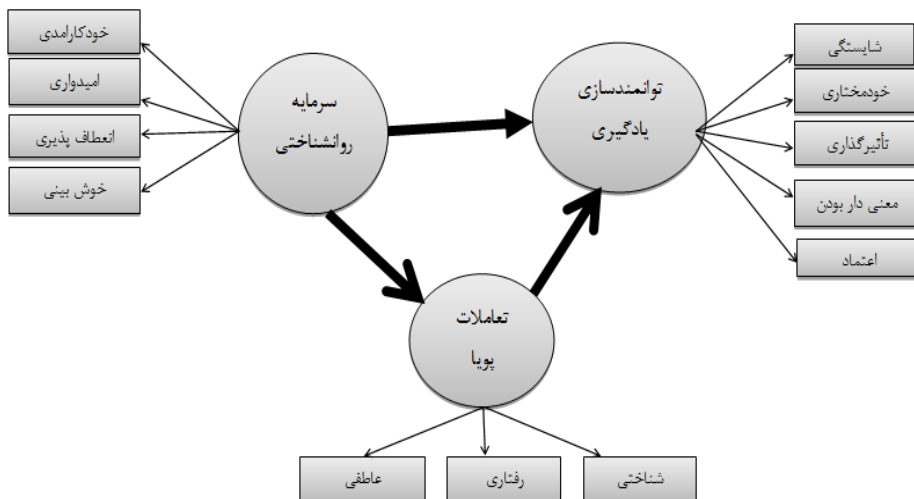 شایستگی
خودمختاری
تأثیرگذاری
معنی دار بودن
اعتماد
توانمندسازی
یادگیری
سرمایه
روانشناختی
خودکارامدی
امیدواری
انعطاف پذیری
خوش بینی
تعاملات
پویا
شناختی
رفتاری
عاطفی